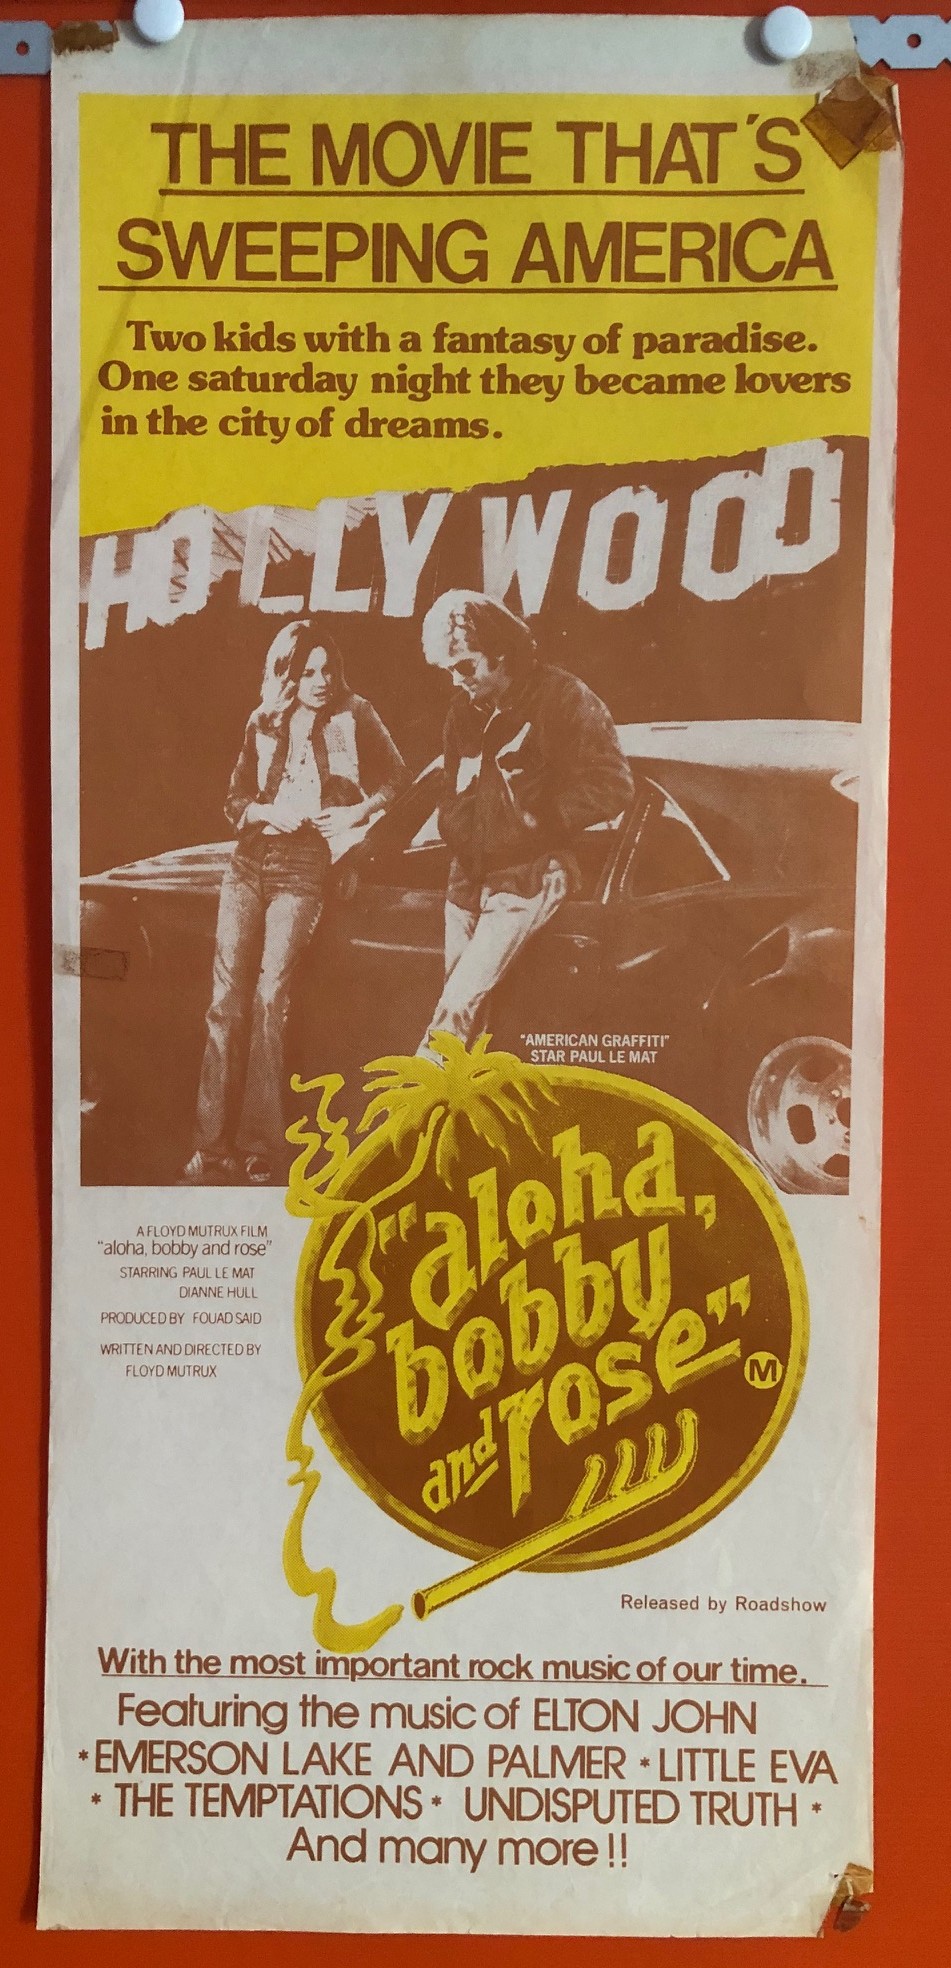 THE MOVIE THAT´S
SWEEPING AMERICA
Two kids with a fantasy of paradise.
One saturday night they became lovers
in the city of dreams.
HOLLYWOOD
"AMERICAN GRAFFITI"
STAR PAUL LE MAT
"aloha,
bobby
and rose"
M
A FLOYD MUTRUX FILM
"aloha, bobby and rose"
STARRING PAUL LE MAT
DIANNE HULL
PRODUCED BY FOUAD SAID
WRITTEN AND DIRECTED BY
FLOYD MUTRUX
Released by Roadshow
With the most important rock music of our time.
Featuring the music of ELTON JOHN
*EMERSON LAKE AND PALMER * LITTLE EVA
* THE TEMPTATIONS * UNDISPUTED TRUTH *
And many more !!